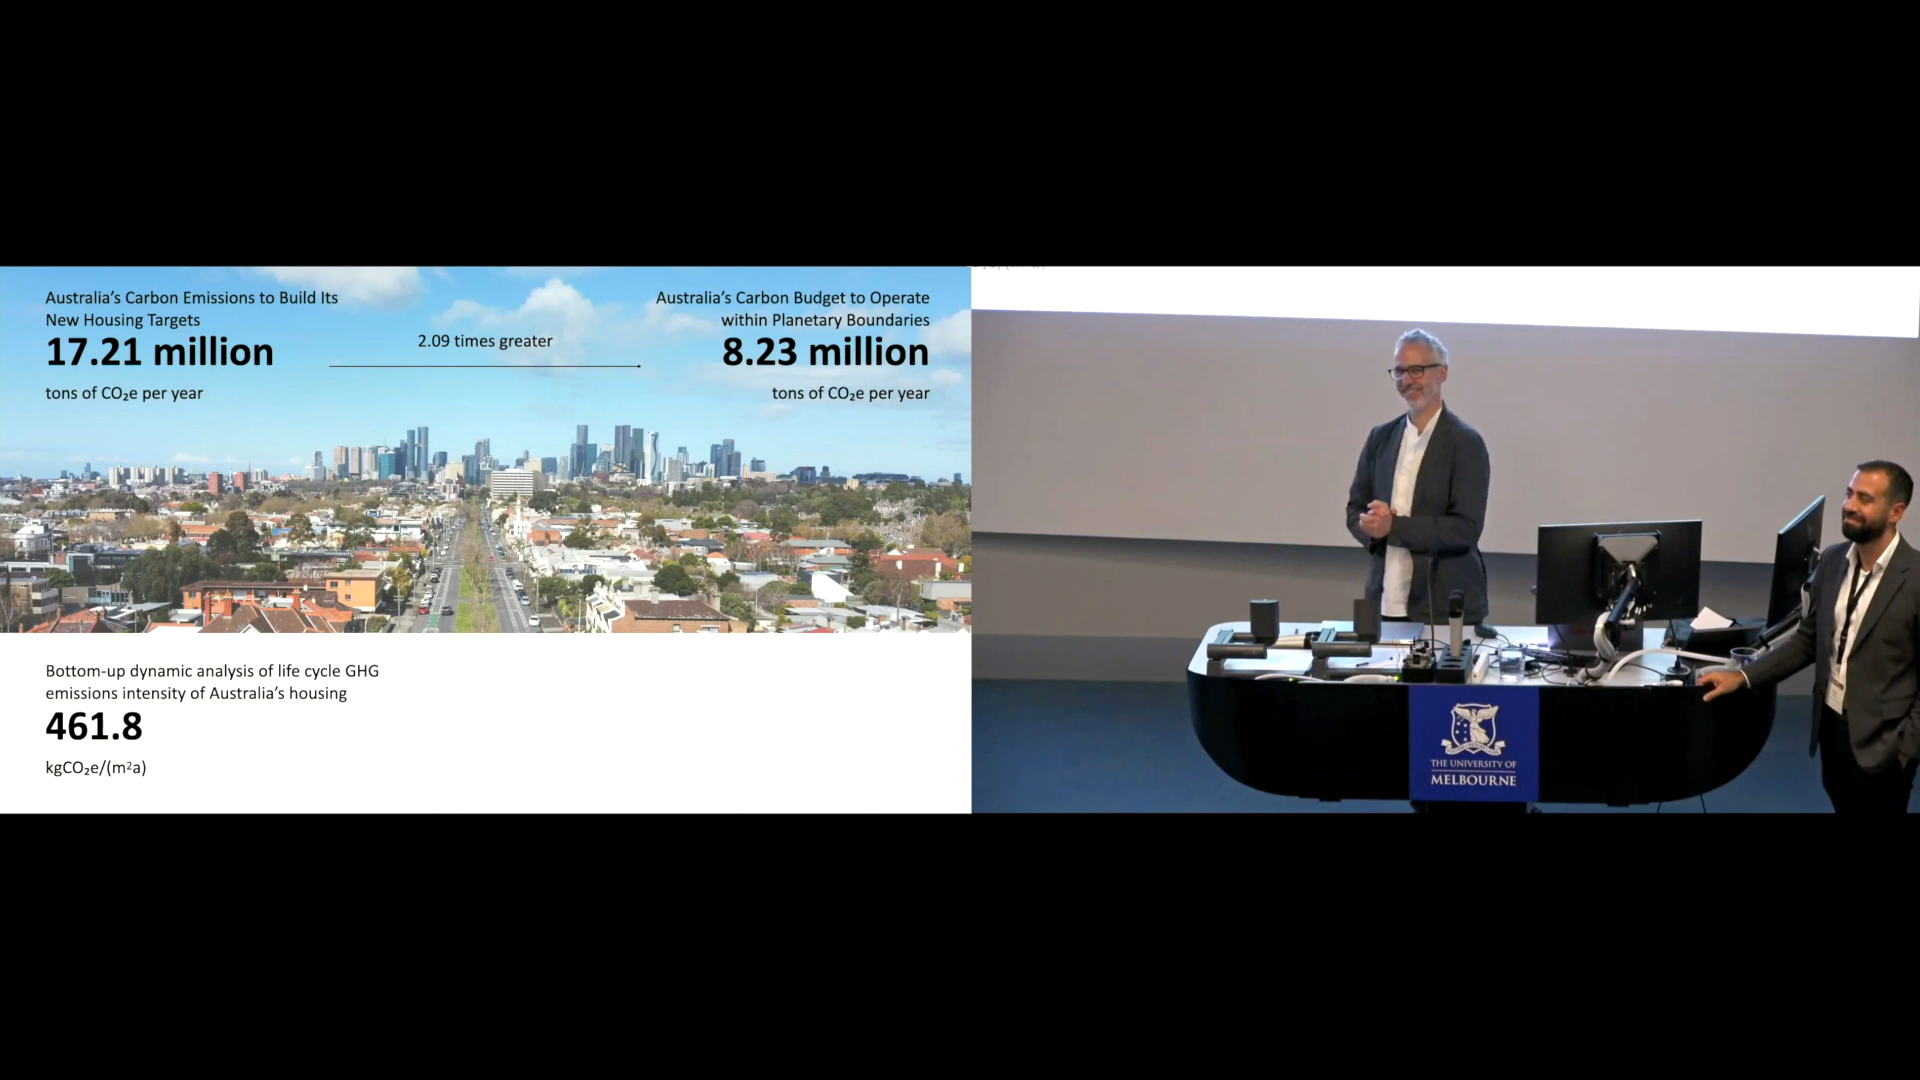 Australia's Carbon Emissions to Build Its
New Housing Targets
17.21 million
tons of CO₂e per year
2.09 times greater
Australia's Carbon Budget to Operate
within Planetary Boundaries
8.23 million
tons of CO₂e per year
Bottom-up dynamic analysis of life cycle GHG
emissions intensity of Australia's housing
461.8
kgCO₂e/(m²a)
THE UNIVERSITY OF
MELBOURNE